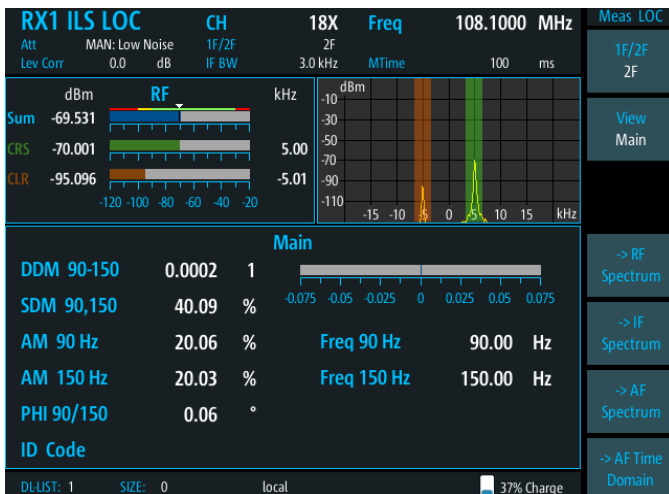 RX1 ILS LOC CH 18X Freq 108.1000 MHz
Att MAN: Low Noise 1F/2F 2F
Lev Corr 0.0 dB IF BW 3.0 kHz MTime 100 ms
Meas LOC
1F/2F
2F
View
Main
-> RF
Spectrum
-> IF
Spectrum
-> AF
Spectrum
-> AF Time
Domain
dBm RF kHz
Sum -69.531
CRS -70.001 5.00
CLR -95.096 -5.01
-120 -100 -80 -60 -40 -20
dBm
-10
-30
-50
-70
-90
-110
-15 -10 -5 0 5 10 15 kHz
Main
DDM 90-150 0.0002 1
-0.075 -0.05 -0.025 0 0.025 0.05 0.075
SDM 90,150 40.09 %
AM 90 Hz 20.06 % Freq 90 Hz 90.00 Hz
AM 150 Hz 20.03 % Freq 150 Hz 150.00 Hz
PHI 90/150 0.06 °
ID Code
DL-LIST: 1 SIZE: 0 local 37% Charge